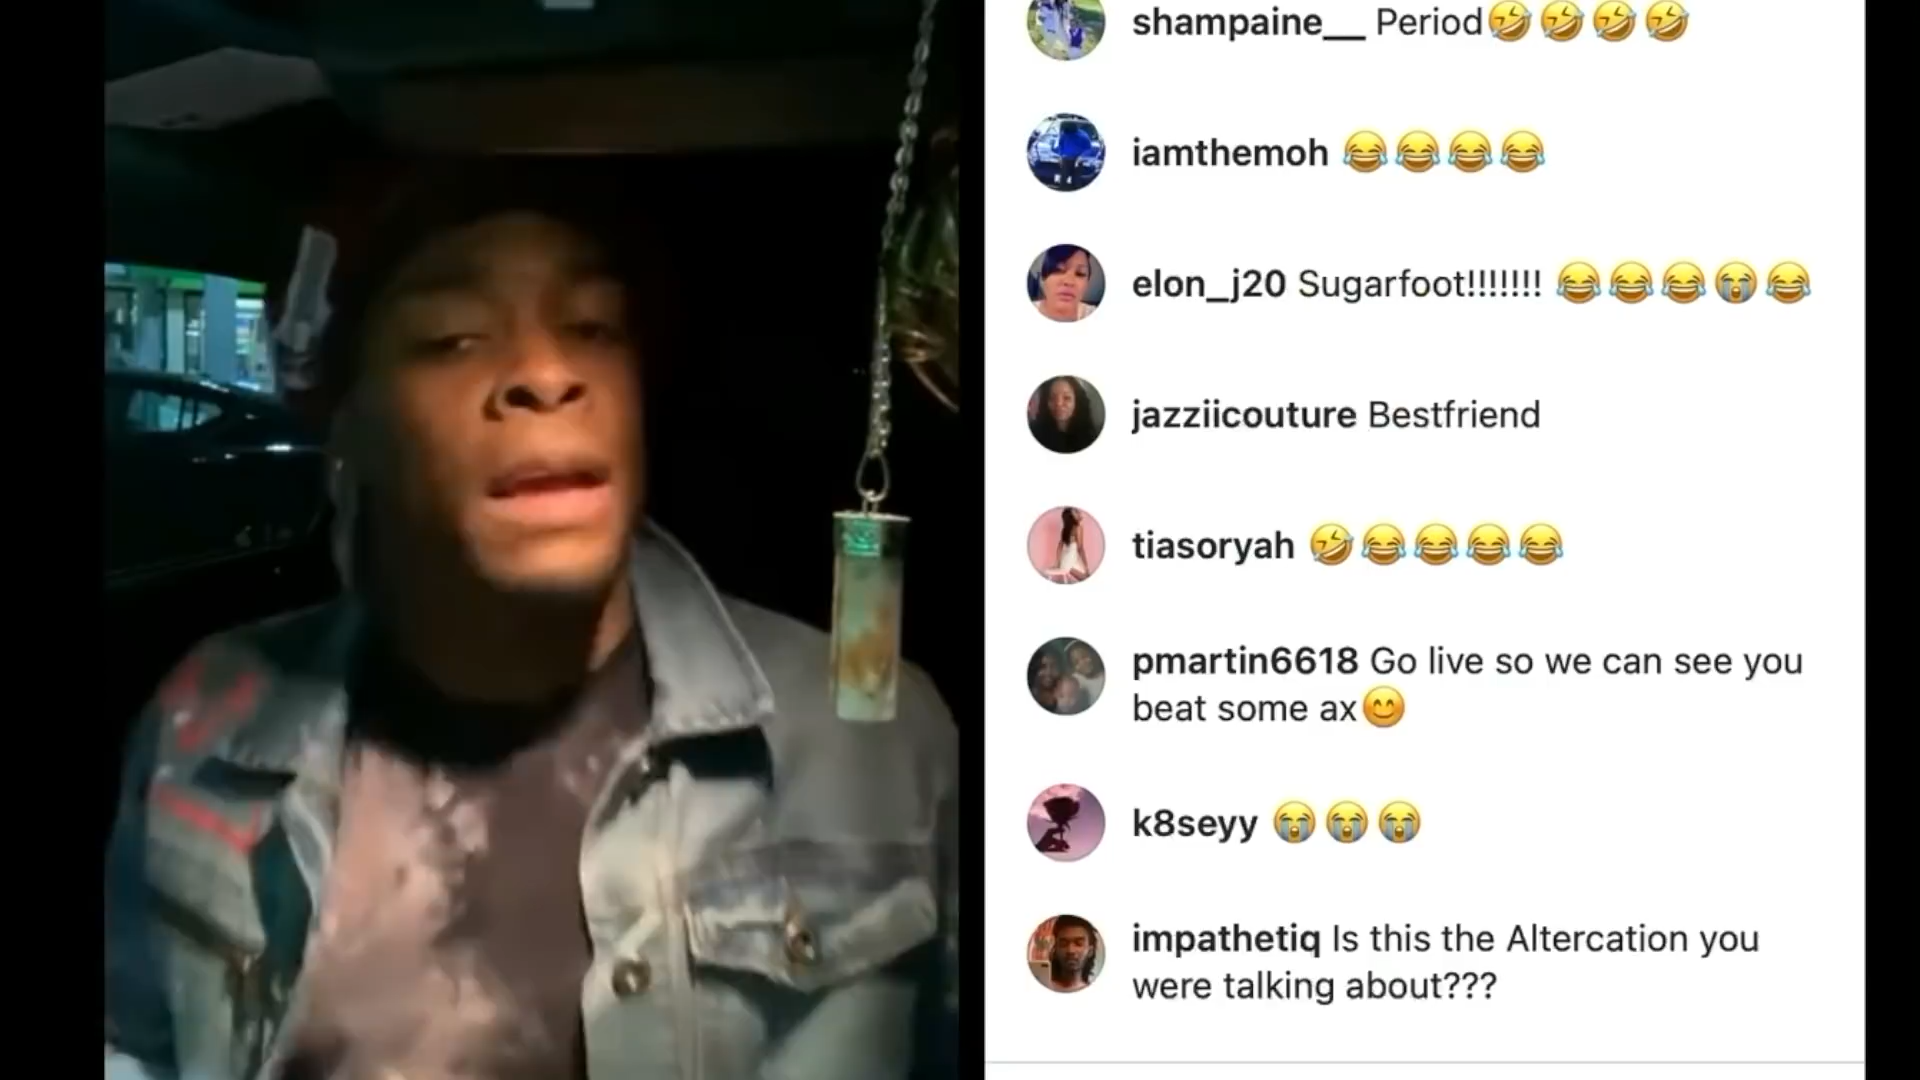 shampaine__ Period🤣🤣🤣🤣
iamthemoh 😂😂😂😂
elon_j20 Sugarfoot!!!!!!! 😂😂😂😭😂
jazziicouture Bestfriend
tiasoryah 🤣😂😂😂😂
pmartin6618 Go live so we can see you
beat some ax😊
k8seyy 😭😭😭
impathetiq Is this the Altercation you
were talking about???